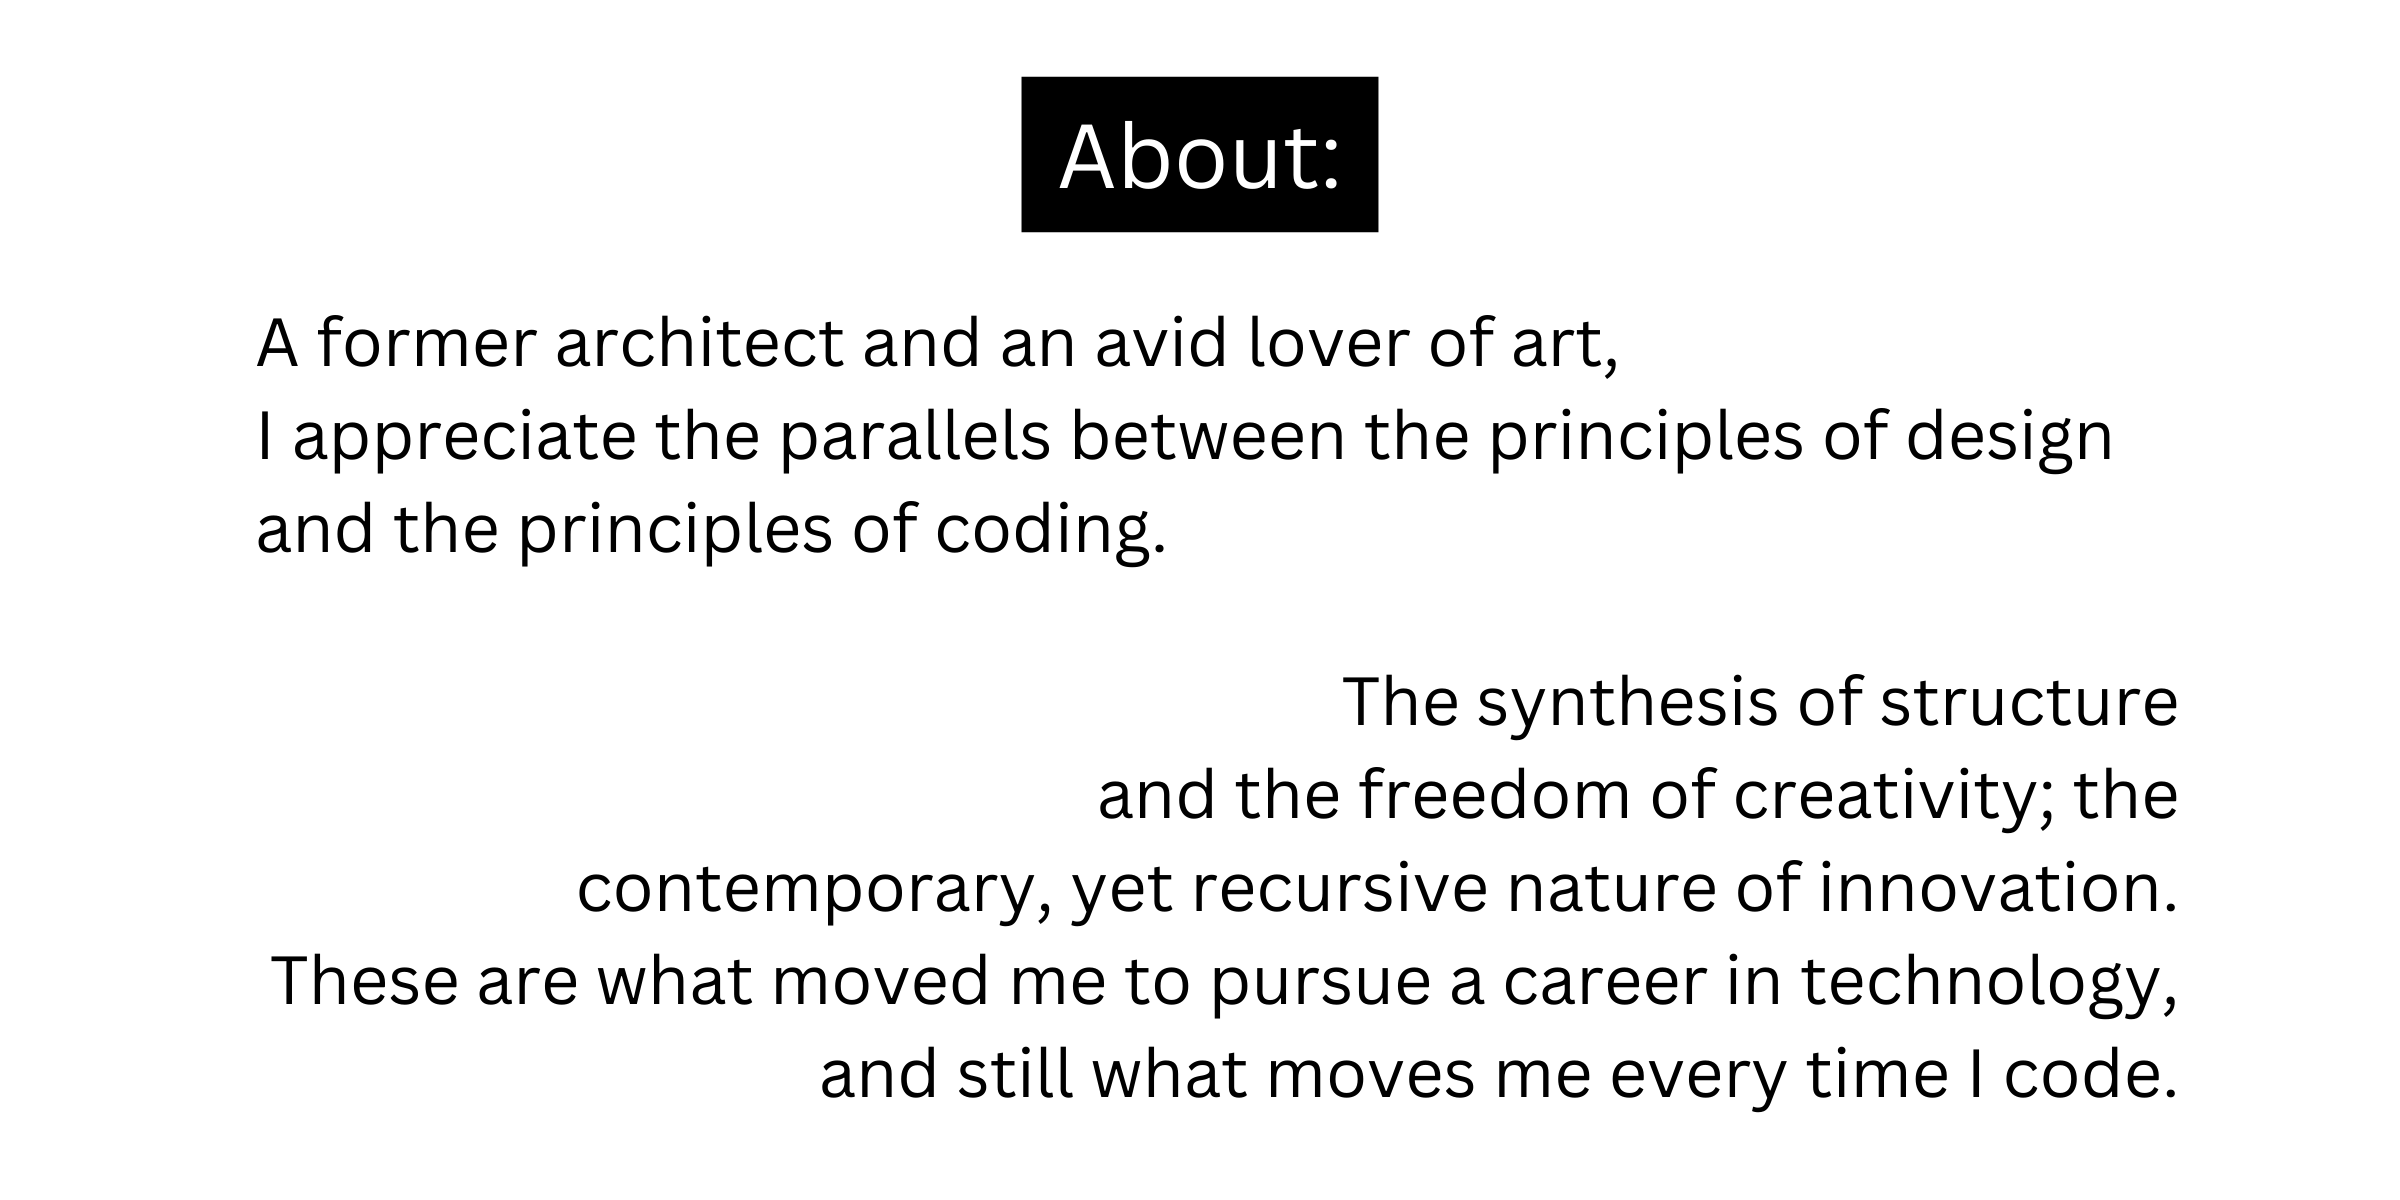 About:
A former architect and an avid lover of art,
I appreciate the parallels between the principles of design
and the principles of coding.
The synthesis of structure
and the freedom of creativity; the
contemporary, yet recursive nature of innovation.
These are what moved me to pursue a career in technology,
and still what moves me every time I code.